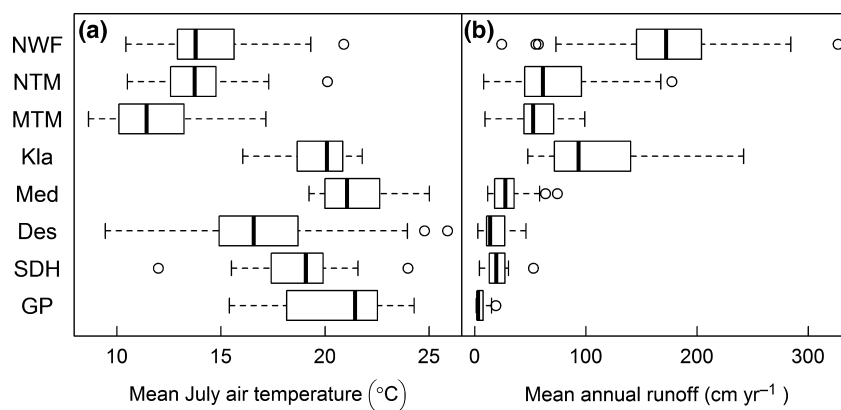 (a) (b)
NWF
NTM
MTM
Kla
Med
Des
SDH
GP
10 15 20 25 0 100 200 300
Mean July air temperature (°C) Mean annual runoff (cm yr⁻¹ )